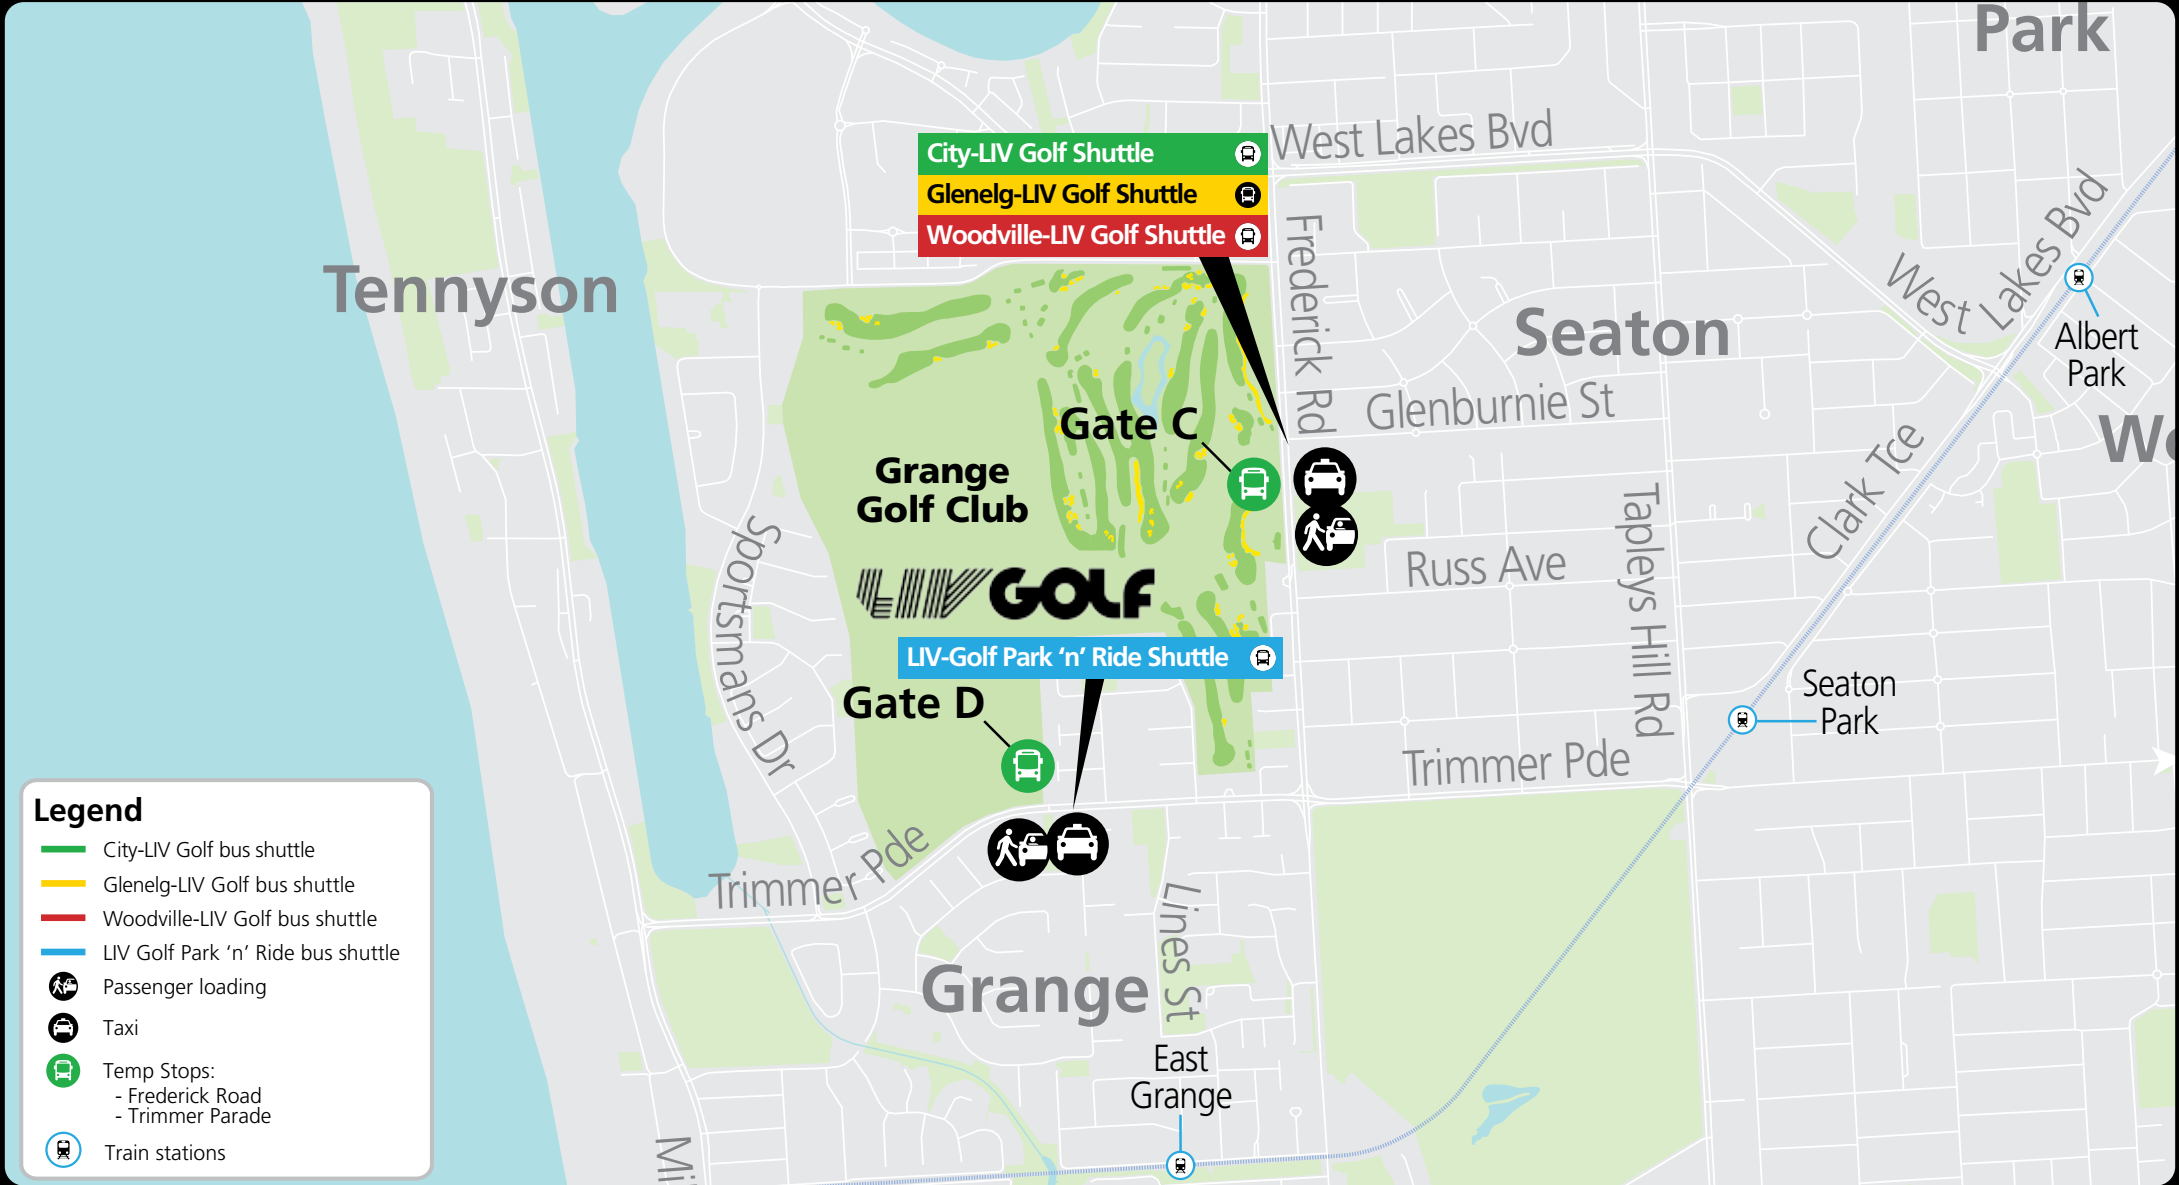 Park
West Lakes Bvd
City-LIV Golf Shuttle
Glenelg-LIV Golf Shuttle
Woodville-LIV Golf Shuttle
Frederick Rd
West Lakes Bvd
Tennyson
Seaton
Albert
Park
Glenburnie St
Gate C
Clark Tce
Grange
Golf Club
Tapleys Hill Rd
Russ Ave
Sportsmans Dr
LIV GOLF
LIV-Golf Park ‘n’ Ride Shuttle
Gate D
Seaton
Park
Trimmer Pde
Trimmer Pde
Lines St
Grange
East
Grange
Legend
City-LIV Golf bus shuttle
Glenelg-LIV Golf bus shuttle
Woodville-LIV Golf bus shuttle
LIV Golf Park ‘n’ Ride bus shuttle
Passenger loading
Taxi
Temp Stops:
- Frederick Road
- Trimmer Parade
Train stations